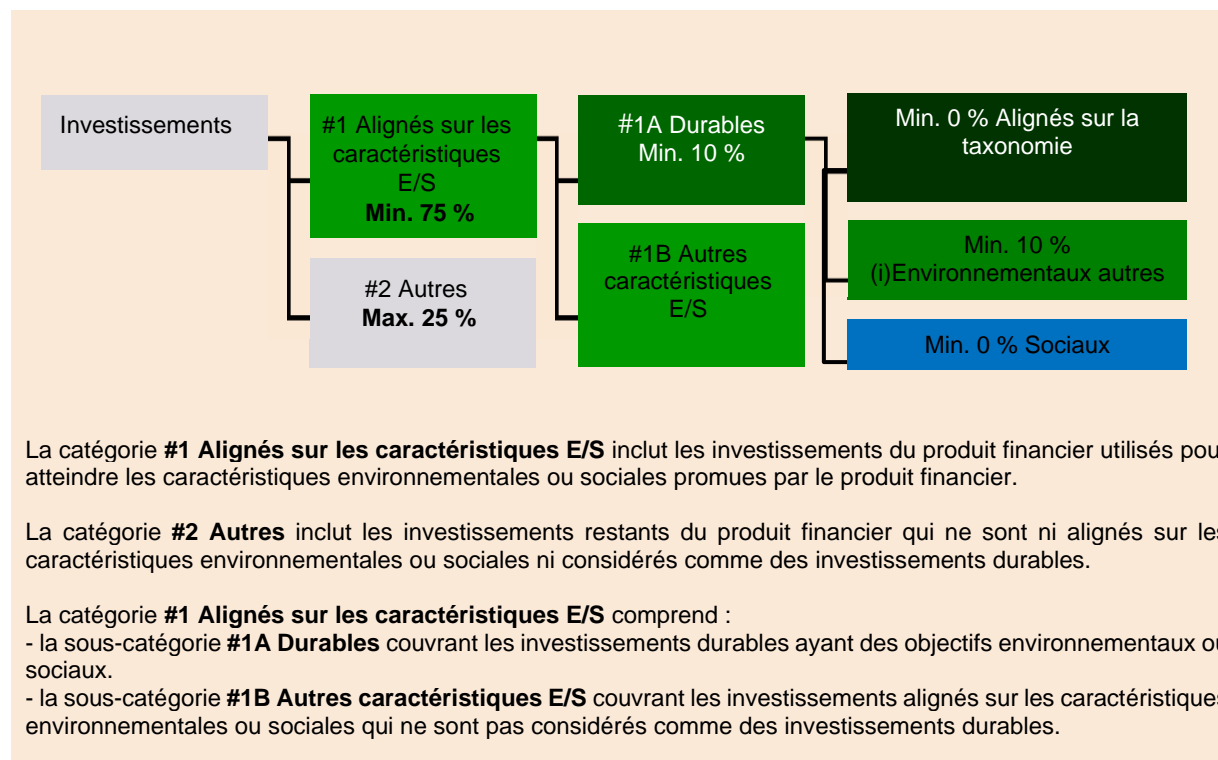 Investissements
#1 Alignés sur les
caractéristiques
E/S
Min. 75 %
#2 Autres
Max. 25 %
#1A Durables
Min. 10 %
#1B Autres
caractéristiques
E/S
Min. 0 % Alignés sur la
taxonomie
Min. 10 %
(i)Environnementaux autres
Min. 0 % Sociaux
La catégorie #1 Alignés sur les caractéristiques E/S inclut les investissements du produit financier utilisés pou
atteindre les caractéristiques environnementales ou sociales promues par le produit financier.
La catégorie #2 Autres inclut les investissements restants du produit financier qui ne sont ni alignés sur les
caractéristiques environnementales ou sociales ni considérés comme des investissements durables.
La catégorie #1 Alignés sur les caractéristiques E/S comprend :
- la sous-catégorie #1A Durables couvrant les investissements durables ayant des objectifs environnementaux ou
sociaux.
- la sous-catégorie #1B Autres caractéristiques E/S couvrant les investissements alignés sur les caractéristiques
environnementales ou sociales qui ne sont pas considérés comme des investissements durables.